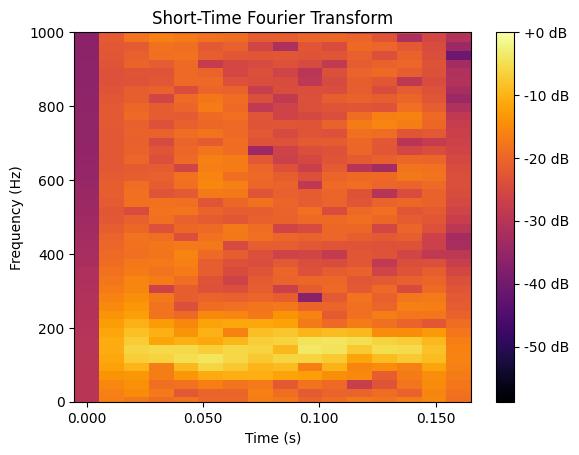 Short-Time Fourier Transform
1000
800
600
400
200
0
Frequency (Hz)
0.000
0.050
0.100
0.150
Time (s)
+0 dB
-10 dB
-20 dB
-30 dB
-40 dB
-50 dB